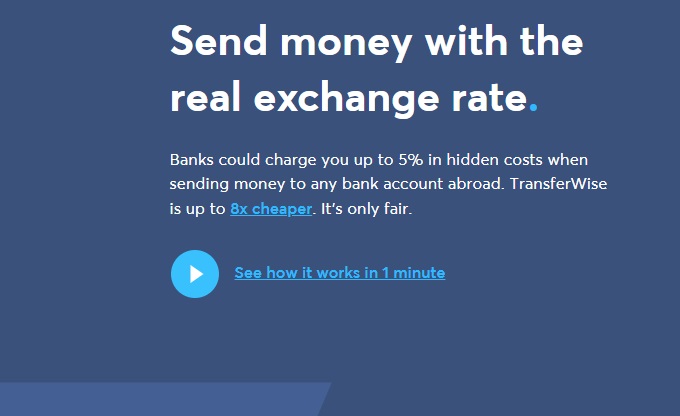 Send money with the
real exchange rate.
Banks could charge you up to 5% in hidden costs when
sending money to any bank account abroad. TransferWise
is up to 8x cheaper. It's only fair.
See how it works in 1 minute